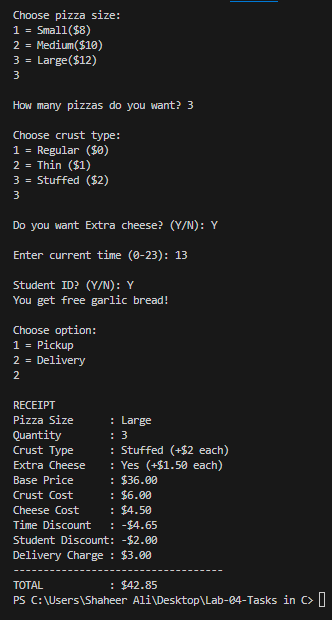 Choose pizza size:
1 = Small($8)
2 = Medium($10)
3 = Large($12)
3
How many pizzas do you want? 3
Choose crust type:
1 = Regular ($0)
2 = Thin ($1)
3 = Stuffed ($2)
3
Do you want Extra cheese? (Y/N): Y
Enter current time (0-23): 13
Student ID? (Y/N): Y
You get free garlic bread!
Choose option:
1 = Pickup
2 = Delivery
2
RECEIPT
Pizza Size     : Large
Quantity       : 3
Crust Type     : Stuffed (+$2 each)
Extra Cheese   : Yes (+$1.50 each)
Base Price     : $36.00
Crust Cost     : $6.00
Cheese Cost    : $4.50
Time Discount  : -$4.65
Student Discount: -$2.00
Delivery Charge : $3.00
-----------------------------------
TOTAL          : $42.85
PS C:\Users\Shaheer Ali\Desktop\Lab-04-Tasks in C>